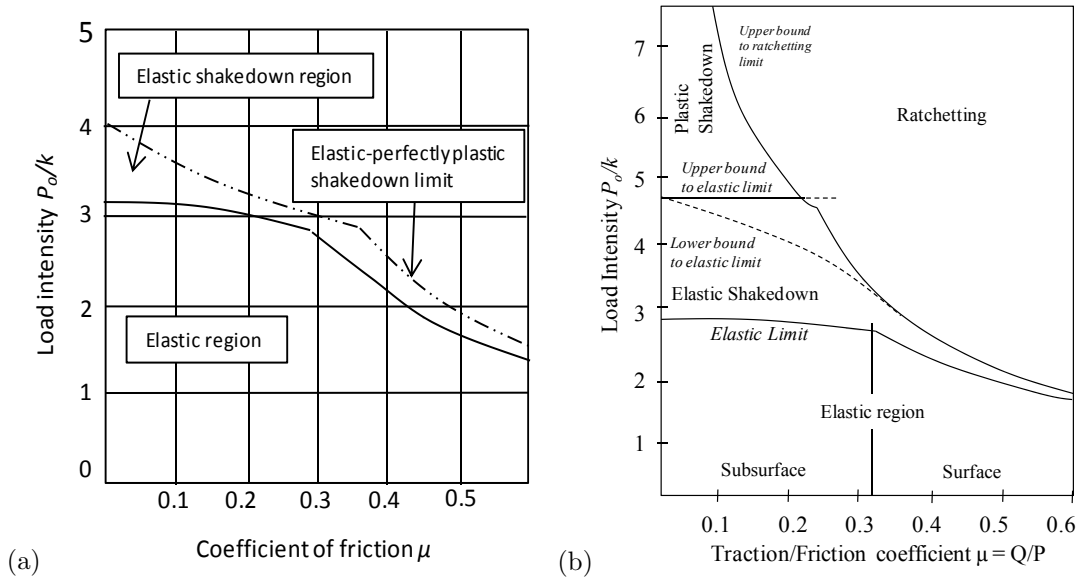 5
4
3
2
1
0
Load intensity Po/k
Elastic shakedown region
Elastic-perfectly plastic
shakedown limit
Elastic region
0.1 0.2 0.3 0.4 0.5
Coefficient of friction μ
(a)
7
6
5
4
3
2
1
Load Intensity Po/k
Plastic
Shakedown
Upper bound
to ratchetting
limit
Ratchetting
Upper bound
to elastic limit
Lower bound
to elastic limit
Elastic Shakedown
Elastic Limit
Elastic region
Subsurface
Surface
0.1 0.2 0.3 0.4 0.5 0.6
Traction/Friction coefficient μ = Q/P
(b)